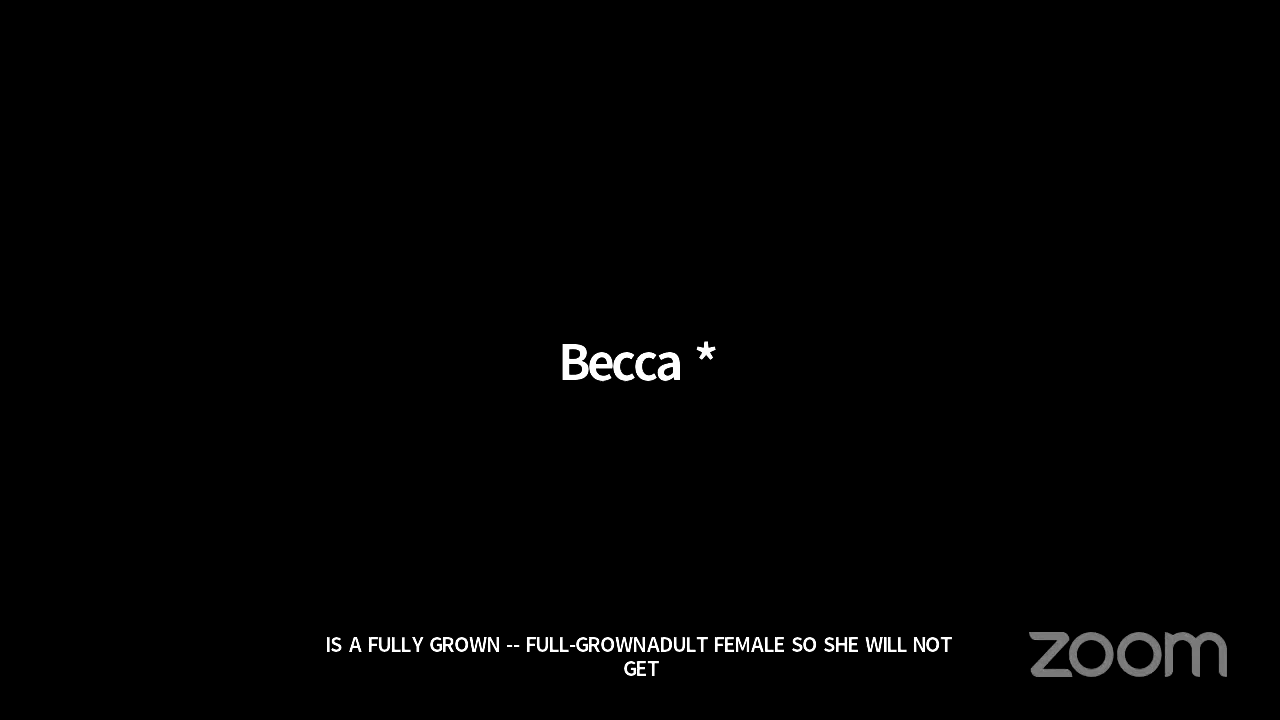 Becca *
IS A FULLY GROWN -- FULL-GROWNADULT FEMALE SO SHE WILL NOT
GET
zoom